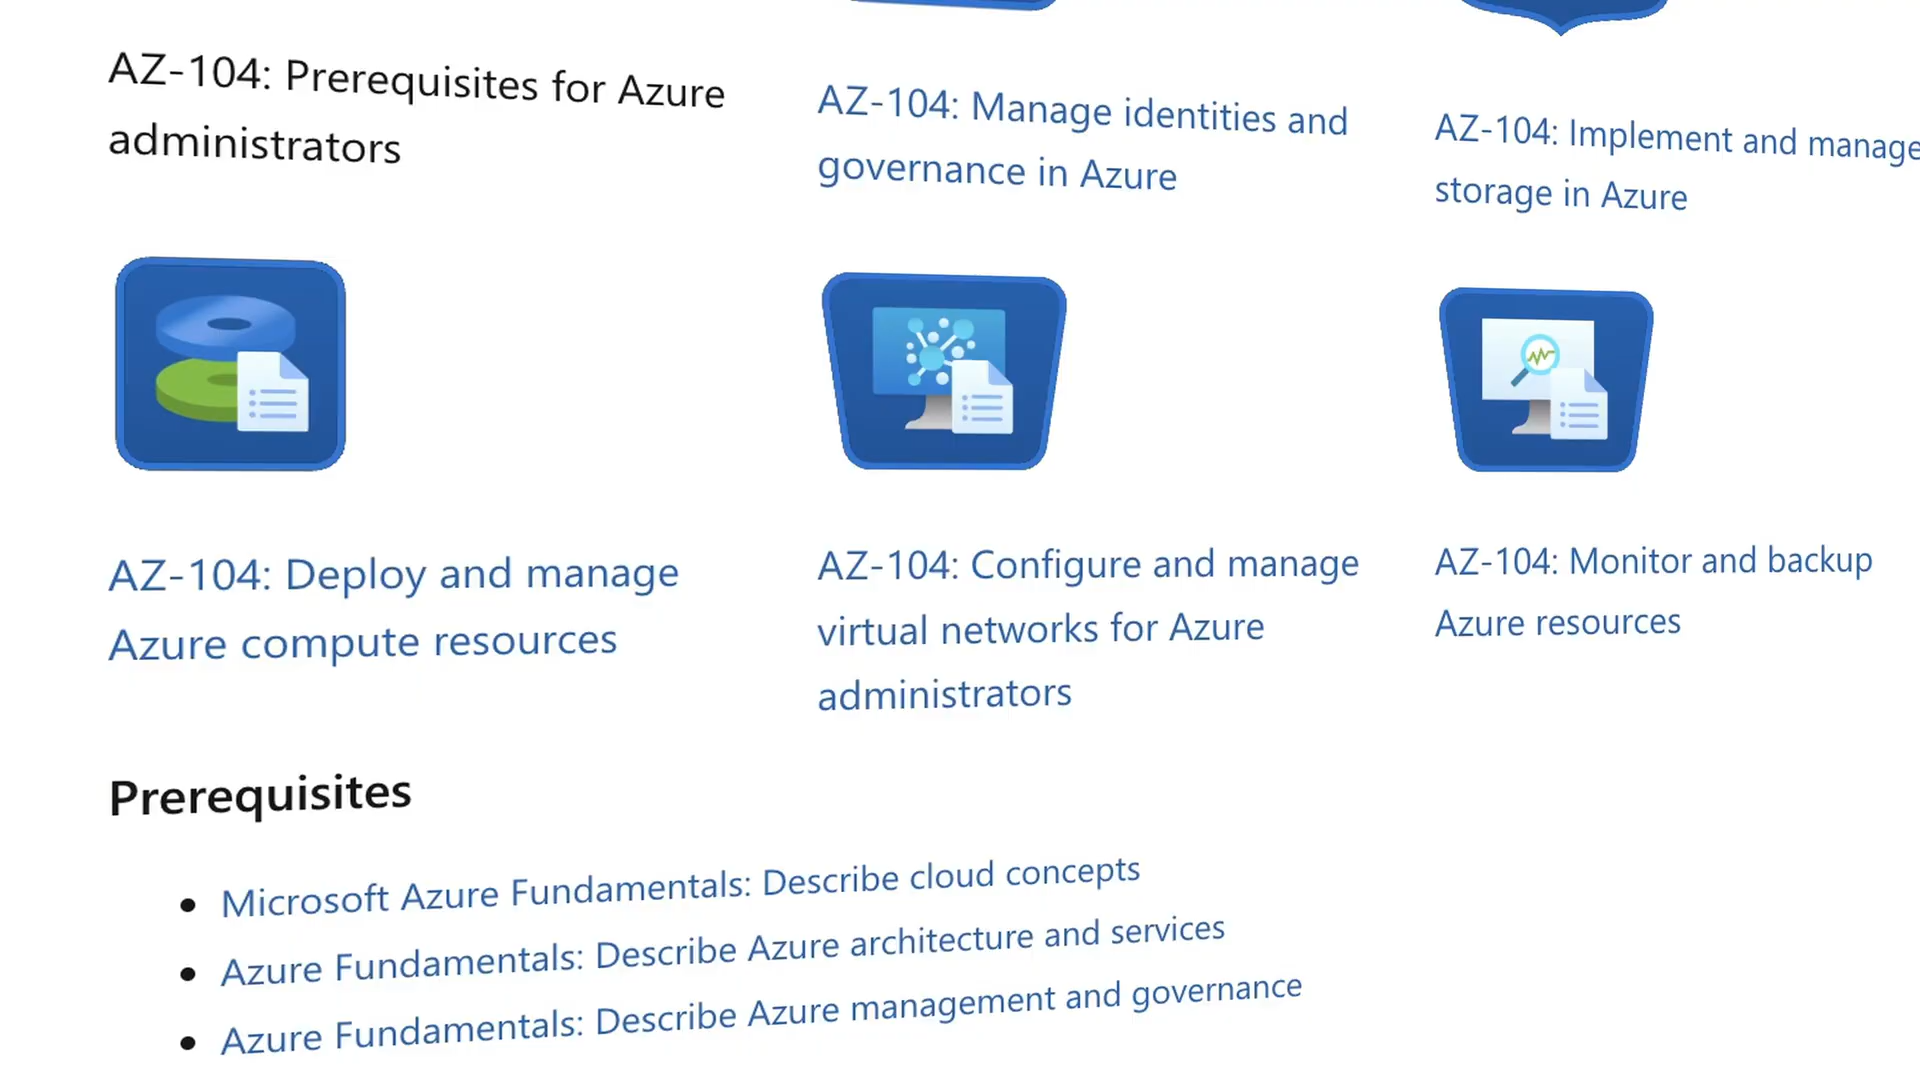 AZ-104: Prerequisites for Azure
administrators
AZ-104: Manage identities and
governance in Azure
AZ-104: Implement and manage
storage in Azure
AZ-104: Deploy and manage
Azure compute resources
AZ-104: Configure and manage
virtual networks for Azure
administrators
AZ-104: Monitor and backup
Azure resources
Prerequisites
Microsoft Azure Fundamentals: Describe cloud concepts
Azure Fundamentals: Describe Azure architecture and services
Azure Fundamentals: Describe Azure management and governance